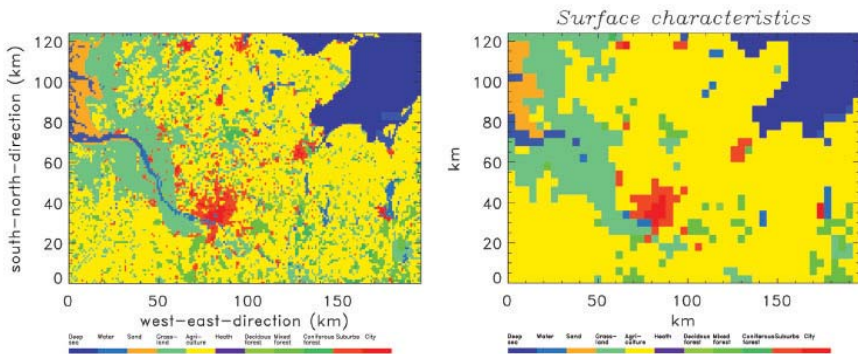 Surface characteristics
south-north-direction (km)
120
100
80
60
40
20
0
0 50 100 150
west-east-direction (km)
Deep sea Water Sand Grass-land Agri-culture Heath Decidous forest Mixed forest Coniferous forest Suburbs City
km
120
100
80
60
40
20
0
0 50 100 150
km
Deep sea Water Sand Grass-land Agri-culture Heath Decidous forest Mixed forest Coniferous forest Suburbs City